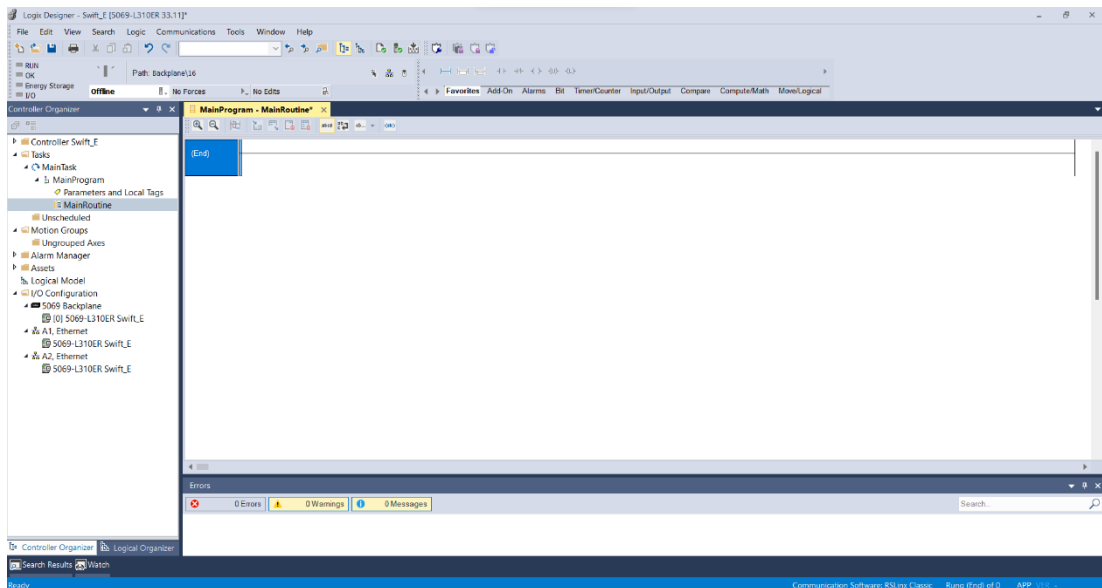 Logix Designer - Swift_E [5069-L310ER 33.11]*
File Edit View Search Logic Communications Tools Window Help
RUN
OK
Energy Storage
I/O
Path: Backplane\16
Offline
No Forces
No Edits
Favorites Add-On Alarms Bit Timer/Counter Input/Output Compare Compute/Math Move/Logical
Controller Organizer
MainProgram - MainRoutine*
Controller Swift_E
Tasks
MainTask
MainProgram
Parameters and Local Tags
MainRoutine
Unscheduled
Motion Groups
Ungrouped Axes
Alarm Manager
Assets
Logical Model
I/O Configuration
5069 Backplane
[0] 5069-L310ER Swift_E
A1, Ethernet
5069-L310ER Swift_E
A2, Ethernet
5069-L310ER Swift_E
(End)
Errors
0 Errors
0 Warnings
0 Messages
Search...
Controller Organizer
Logical Organizer
Search Results
Watch
Ready
Communication Software: RSLinx Classic
Rung (End) of 0
APP VER